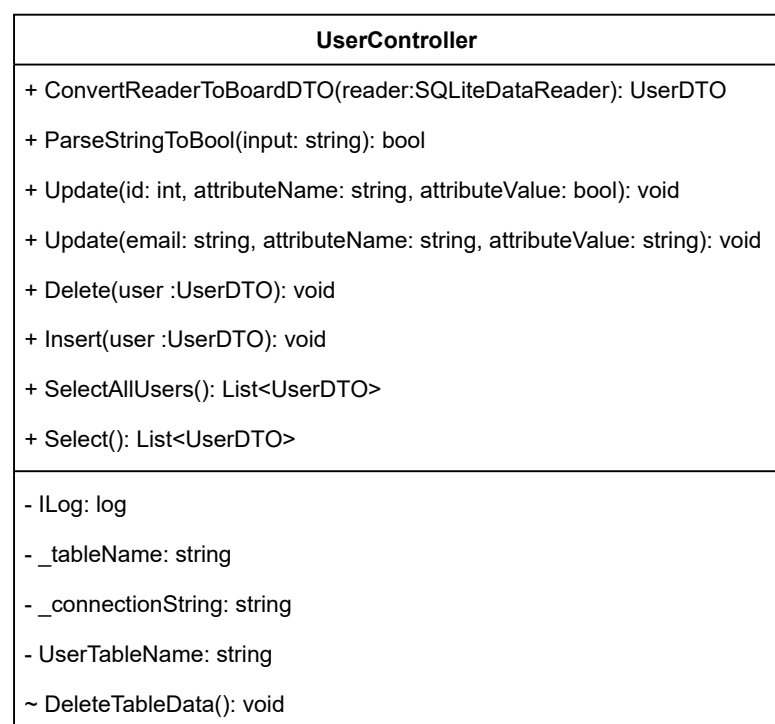 UserController
+ ConvertReaderToBoardDTO(reader:SQLiteDataReader): UserDTO
+ ParseStringToBool(input: string): bool
+ Update(id: int, attributeName: string, attributeValue: bool): void
+ Update(email: string, attributeName: string, attributeValue: string): void
+ Delete(user :UserDTO): void
+ Insert(user :UserDTO): void
+ SelectAllUsers(): List<UserDTO>
+ Select(): List<UserDTO>
- ILog: log
- _tableName: string
- _connectionString: string
- UserTableName: string
~ DeleteTableData(): void